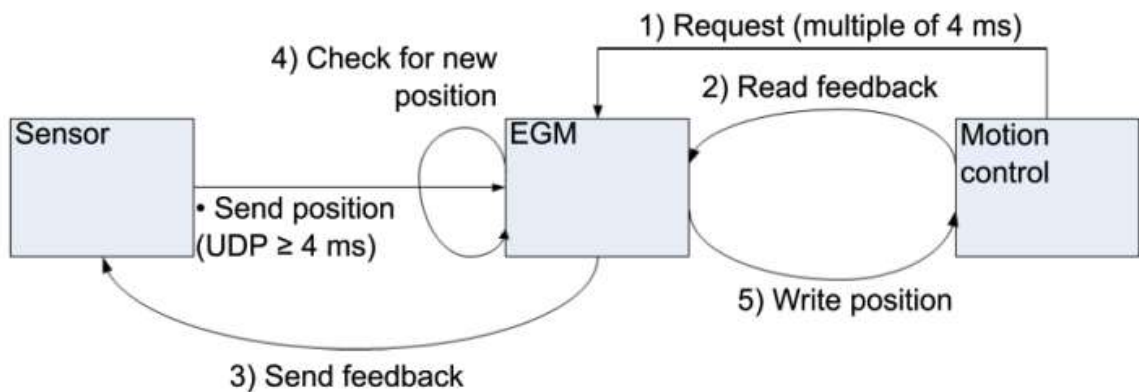 1) Request (multiple of 4 ms)
4) Check for new
position
2) Read feedback
Sensor
EGM
Motion
control
• Send position
(UDP ≥ 4 ms)
5) Write position
3) Send feedback